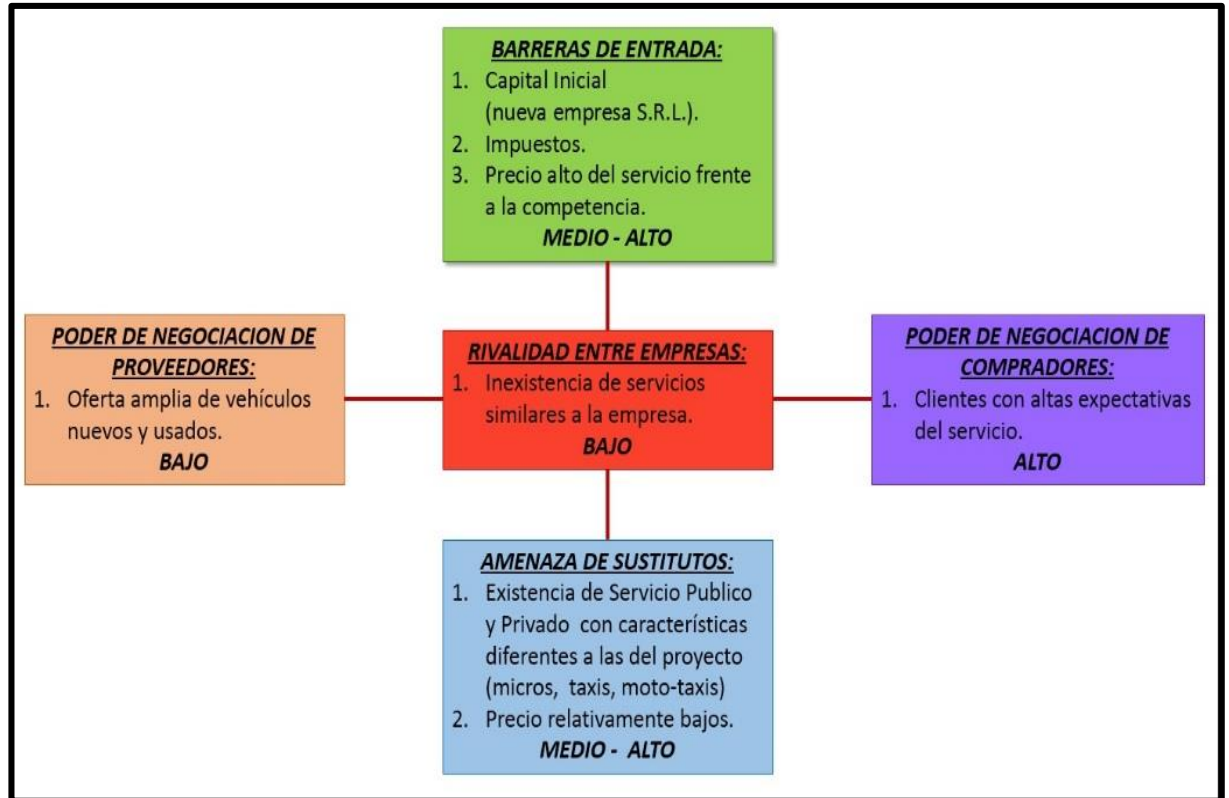 BARRERAS DE ENTRADA:
1. Capital Inicial
(nueva empresa S.R.L.).
2. Impuestos.
3. Precio alto del servicio frente
a la competencia.
MEDIO - ALTO
PODER DE NEGOCIACION DE
PROVEEDORES:
1. Oferta amplia de vehículos
nuevos y usados.
BAJO
RIVALIDAD ENTRE EMPRESAS:
1. Inexistencia de servicios
similares a la empresa.
BAJO
PODER DE NEGOCIACION DE
COMPRADORES:
1. Clientes con altas expectativas
del servicio.
ALTO
AMENAZA DE SUSTITUTOS:
1. Existencia de Servicio Publico
y Privado con características
diferentes a las del proyecto
(micros, taxis, moto-taxis)
2. Precio relativamente bajos.
MEDIO - ALTO